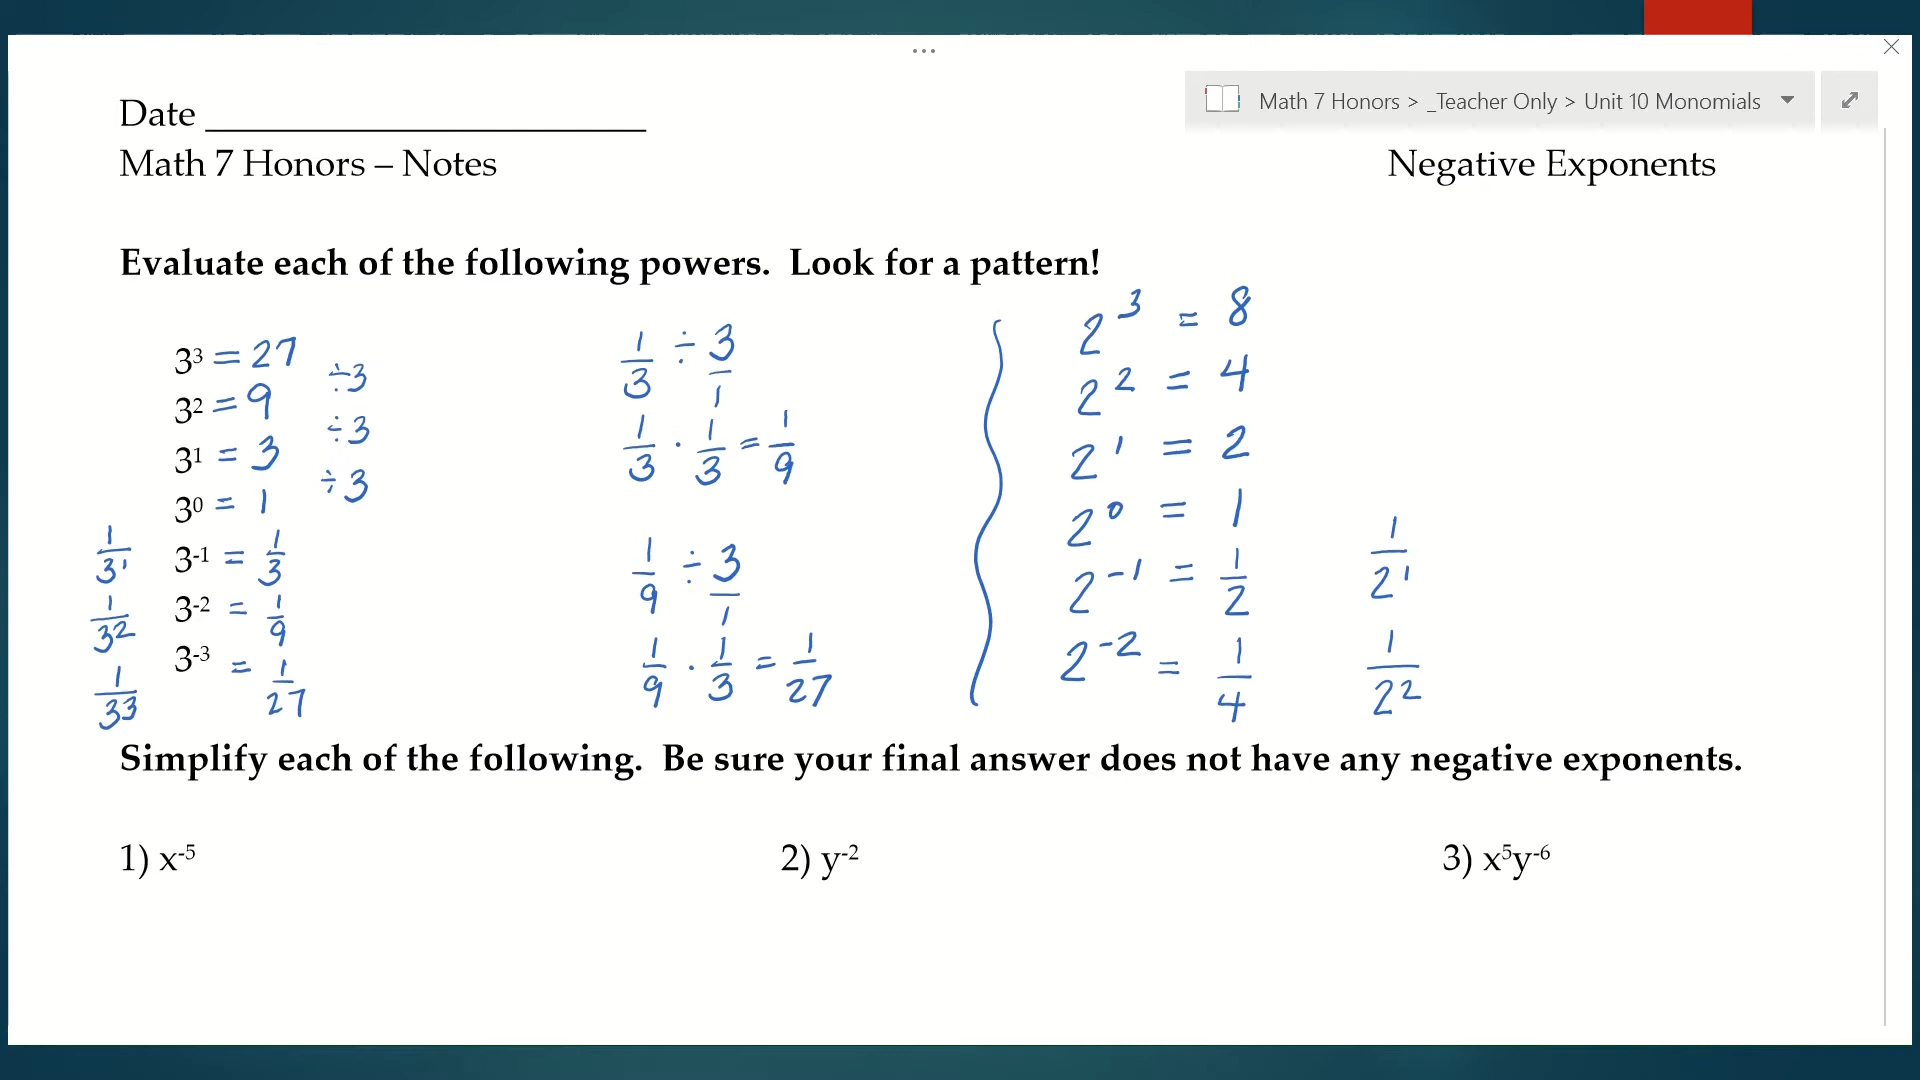 Math 7 Honors > _Teacher Only > Unit 10 Monomials
Date ______________________
Math 7 Honors – Notes
Negative Exponents
Evaluate each of the following powers. Look for a pattern!
3³ = 27
÷3
3² = 9
÷3
3¹ = 3
÷3
3⁰ = 1
1/3¹ 3⁻¹ = 1/3
1/3² 3⁻² = 1/9
1/3³ 3⁻³ = 1/27
1/3 ÷ 3/1
1/3 · 1/3 = 1/9
1/9 ÷ 3/1
1/9 · 1/3 = 1/27
2³ = 8
2² = 4
2¹ = 2
2⁰ = 1
2⁻¹ = 1/2 1/2¹
2⁻² = 1/4 1/2²
Simplify each of the following. Be sure your final answer does not have any negative exponents.
1) x⁻⁵ 2) y⁻² 3) x⁵y⁻⁶